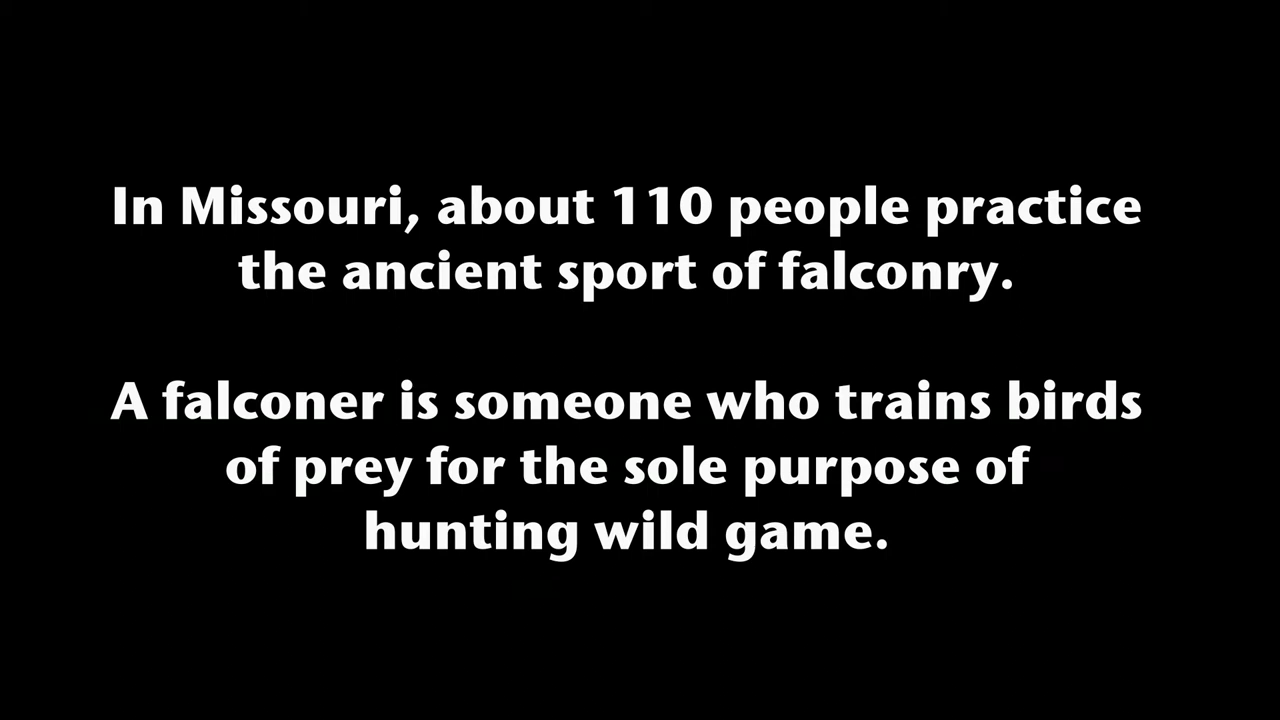 In Missouri, about 110 people practice
the ancient sport of falconry.
A falconer is someone who trains birds
of prey for the sole purpose of
hunting wild game.